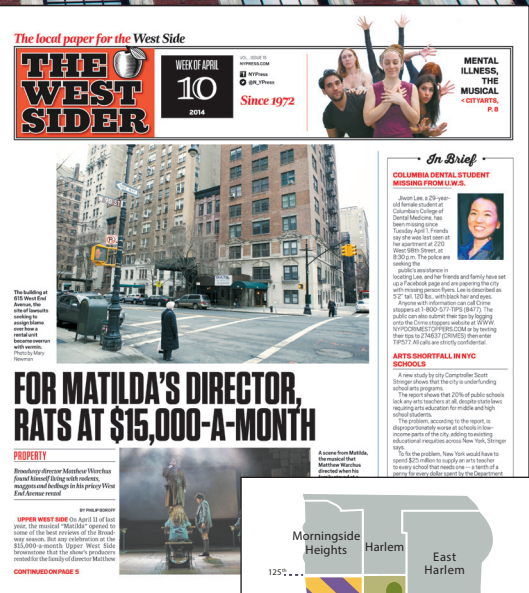 The local paper for the West Side
THE
WEST
SIDER
WEEK OF APRIL
10
2014
VOL. ISSUE 15
NYPRESS.COM
NYPress
@R_YPress
Since 1972
MENTAL
ILLNESS,
THE
MUSICAL
< CITYARTS,
P. 8
The building at
615 West End
Avenue, the
site of lawsuits
seeking to
assign blame
over how a
rental unit
became overrun
with vermin.
Photo by Mary
Newman
FOR MATILDA'S DIRECTOR,
RATS AT $15,000-A-MONTH
PROPERTY
Broadway director Matthew Warchus
found himself living with rodents,
maggots and bedbugs in his pricey West
End Avenue rental
BY PHILIP SOROFF
UPPER WEST SIDE On April 11 of last
year, the musical "Matilda" opened to
some of the best reviews of the Broad-
way season. But any celebration at the
$15,000-a-month Upper West Side
brownstone that the show's producers
rented for the family of director Matthew
CONTINUED ON PAGE 5
A scene from Matilda,
the musical that
Matthew Warchus
directed when his
In Brief
COLUMBIA DENTAL STUDENT
MISSING FROM U.W.S.
Jiwon Lee, a 29-year-
old female student at
Columbia's College of
Dental Medicine, has
been missing since
Tuesday April 1. Friends
say she was last seen at
her apartment at 220
West 98th Street, at
8:30 p.m. The police are
seeking the
public's assistance in
locating Lee, and her friends and family have set
up a Facebook page and are papering the city
with missing person flyers. Lee is described as
5'2" tall, 120 lbs., with black hair and eyes.
Anyone with information can call Crime
stoppers at 1-800-577-TIPS (8477). The
public can also submit their tips by logging
onto the Crime stoppers website at WWW.
NYPDCRIMESTOPPERS.COM or by texting
their tips to 274637 (CRIMES) then enter
TIP577. All calls are strictly confidential.
ARTS SHORTFALL IN NYC
SCHOOLS
A new study by city Comptroller Scott
Stringer shows that the city is underfunding
school arts programs.
The report shows that 20% of public schools
lack any arts teachers at all, despite state laws
requiring arts education for middle and high
school students.
The problem, according to the report, is
disproportionately worse at schools in low-
income parts of the city, adding to existing
educational inequities across New York, Stringer
says.
To fix the problem, New York would have to
spend $25 million to supply an arts teacher
to every school that needs one — a tenth of a
penny for every dollar spent by the Department
Morningside
Heights
Harlem
East
Harlem
125th